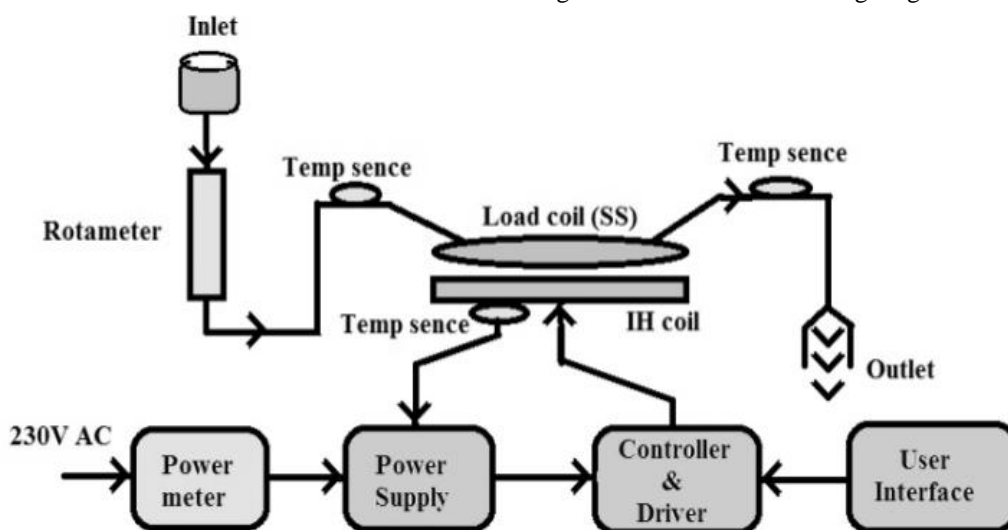 Inlet
Temp sence
Temp sence
Rotameter
Load coil (SS)
Temp sence
IH coil
Outlet
230V AC
Power
meter
Power
Supply
Controller
&
Driver
User
Interface